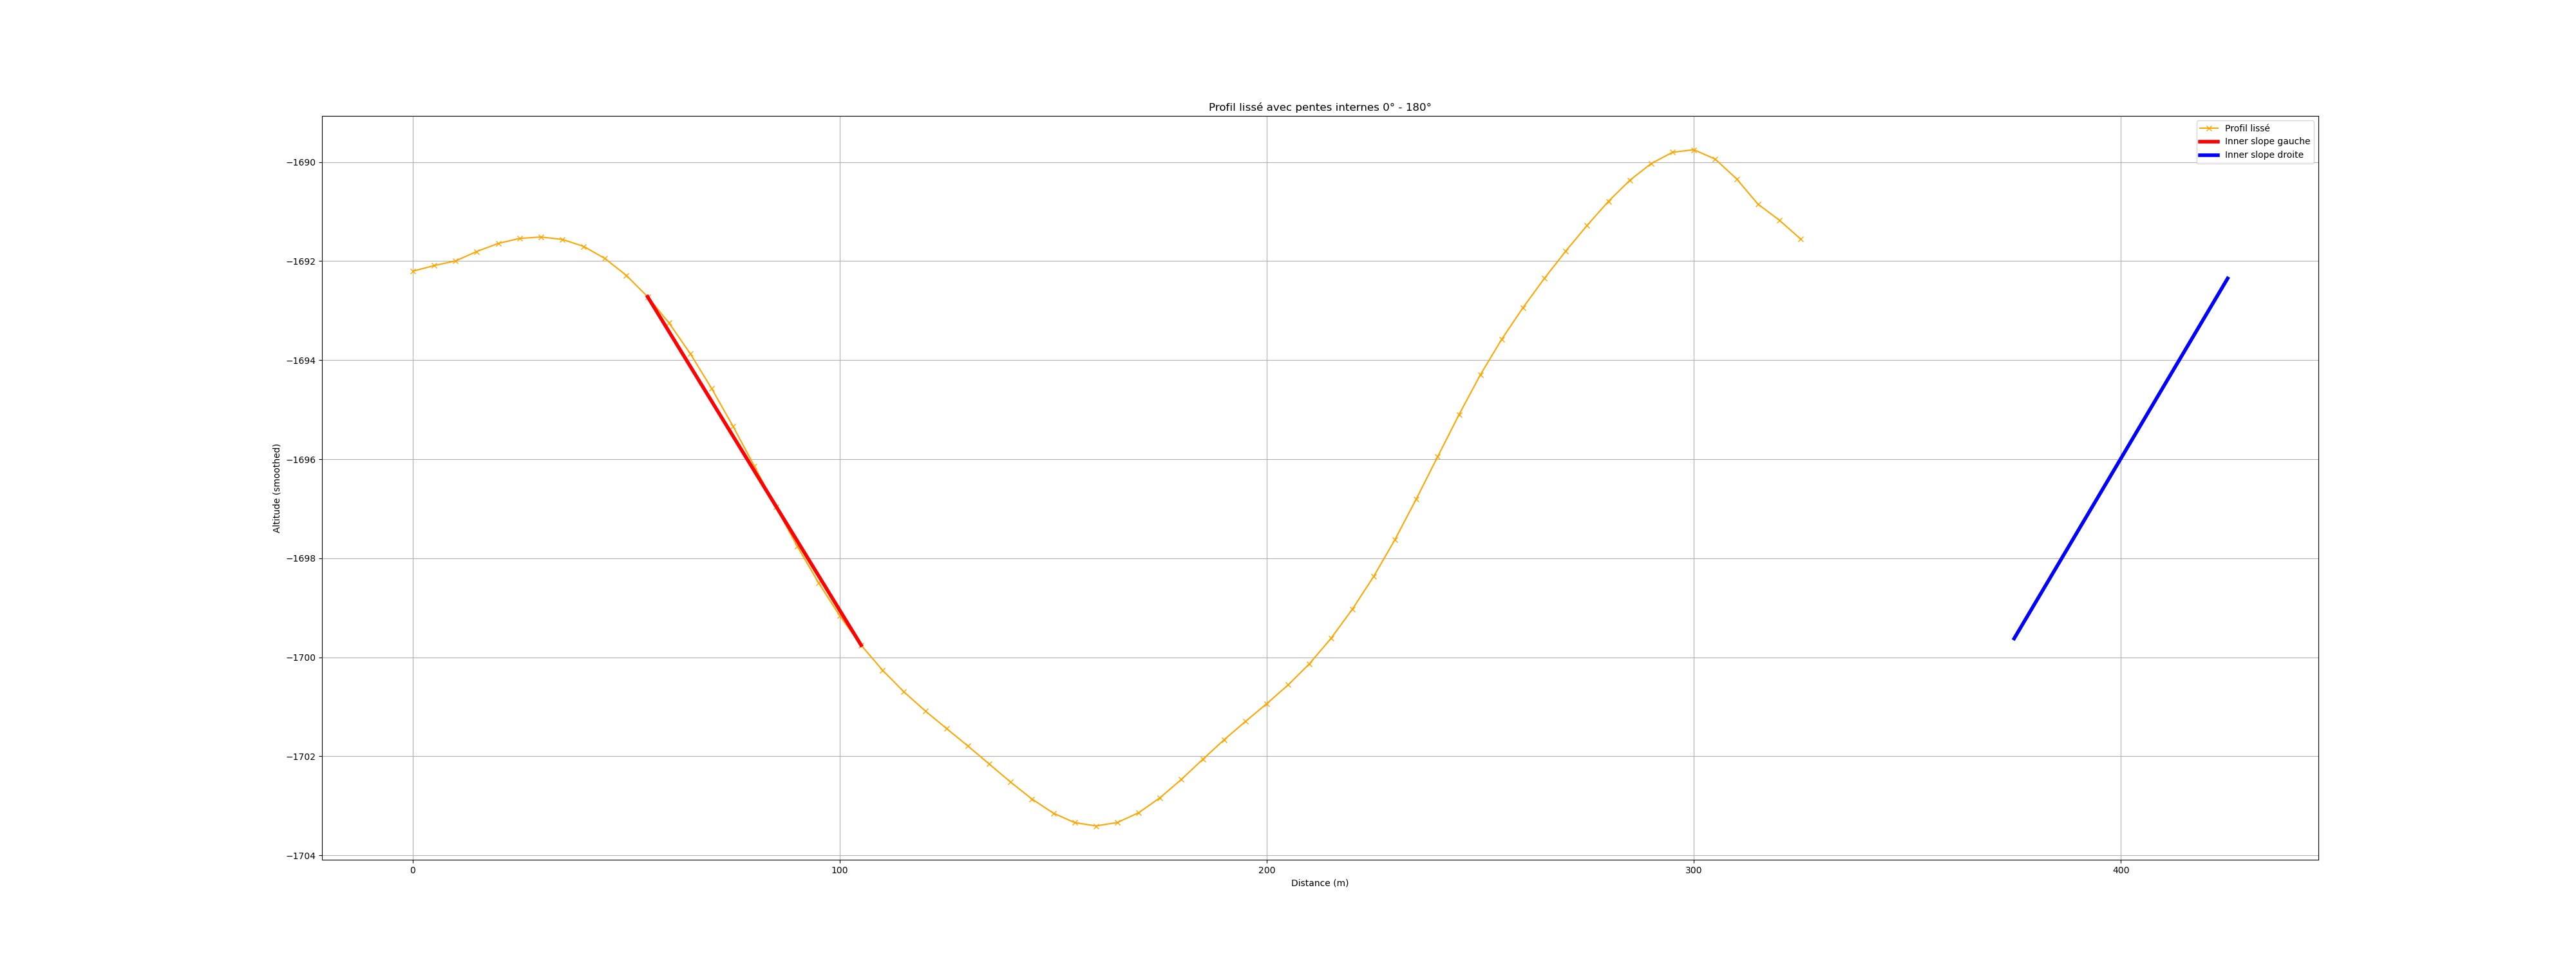 Profil lissé avec pentes internes 0° - 180°
Profil lissé
Inner slope gauche
Inner slope droite
−1690
−1692
−1694
−1696
−1698
−1700
−1702
−1704
Altitude (smoothed)
0
100
200
300
400
Distance (m)